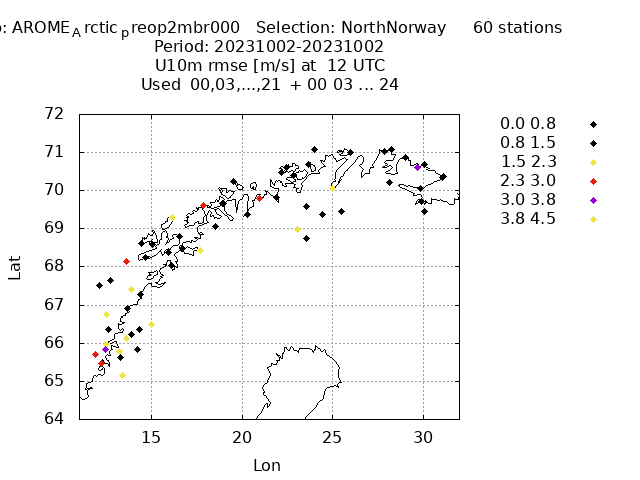 : AROME A rctic p reop2mbr000 Selection: NorthNorway 60 stations
Period: 20231002-20231002
U10m rmse [m/s] at 12 UTC
Used 00,03,...,21 + 00 03 ... 24
72
71
70
69
68
67
66
65
64
15 20 25 30
Lat
Lon
0.0 0.8
0.8 1.5
1.5 2.3
2.3 3.0
3.0 3.8
3.8 4.5